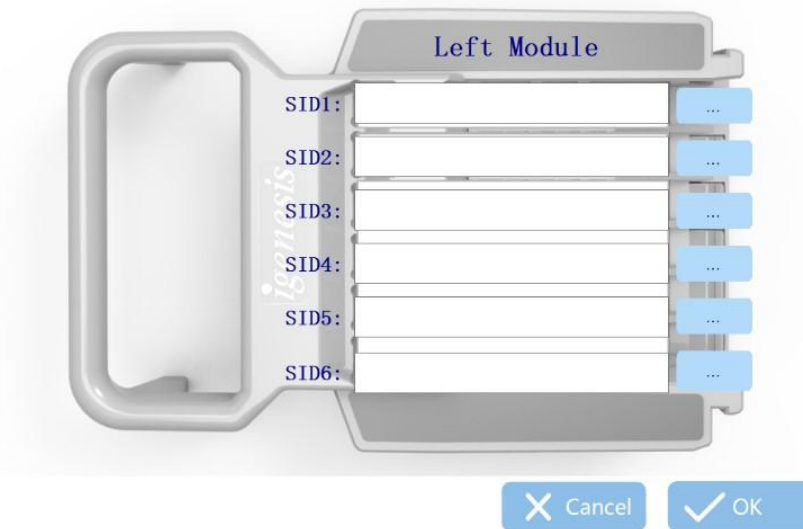 Left Module
SID1: ...
SID2: ...
SID3: ...
SID4: ...
SID5: ...
SID6: ...
igenesis
Cancel
OK